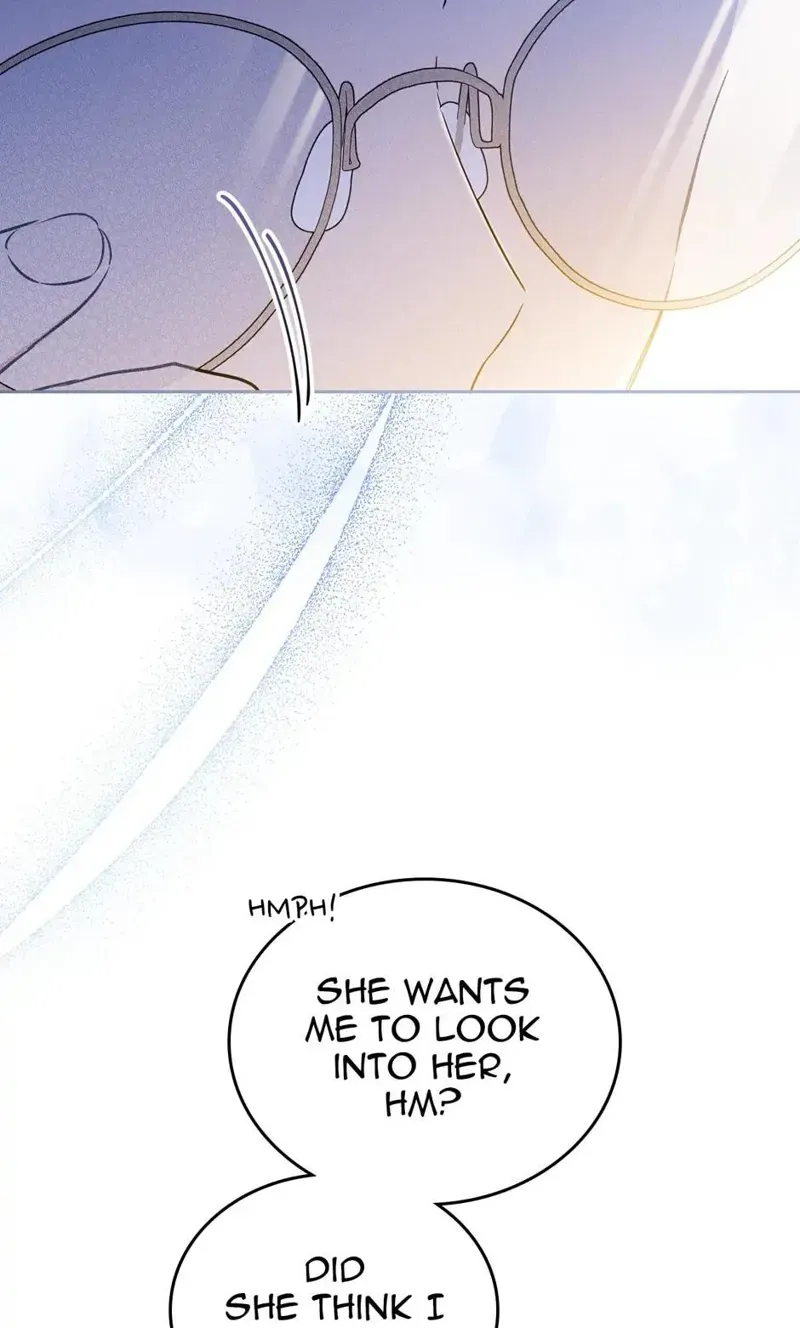 HMPH!
SHE WANTS
ME TO LOOK
INTO HER,
HM?
DID
SHE THINK I